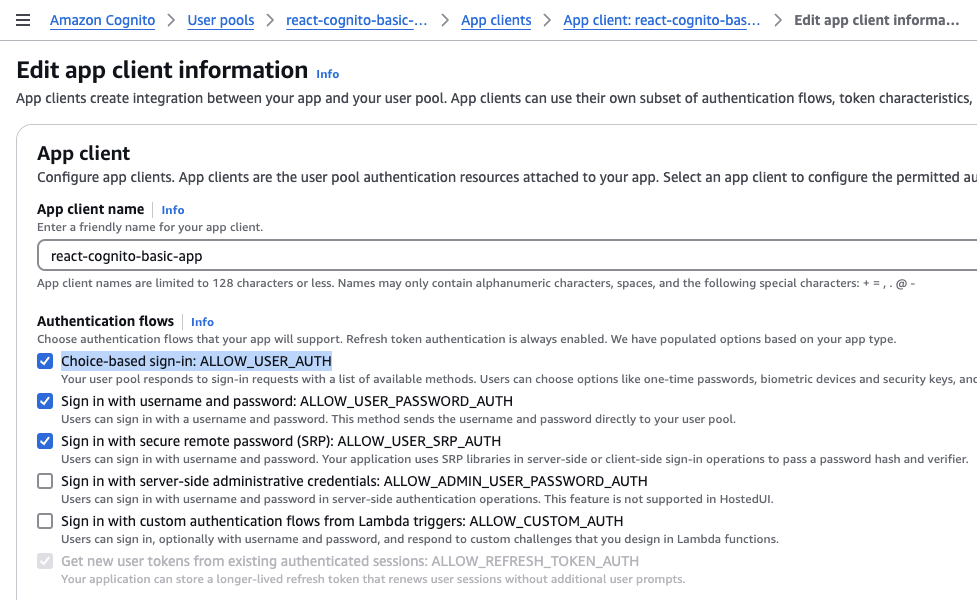 Amazon Cognito > User pools > react-cognito-basic-... > App clients > App client: react-cognito-bas... > Edit app client informa...
Edit app client information Info
App clients create integration between your app and your user pool. App clients can use their own subset of authentication flows, token characteristics,
App client
Configure app clients. App clients are the user pool authentication resources attached to your app. Select an app client to configure the permitted au
App client name Info
Enter a friendly name for your app client.
react-cognito-basic-app
App client names are limited to 128 characters or less. Names may only contain alphanumeric characters, spaces, and the following special characters: + = , . @ -
Authentication flows Info
Choose authentication flows that your app will support. Refresh token authentication is always enabled. We have populated options based on your app type.
Choice-based sign-in: ALLOW_USER_AUTH
Your user pool responds to sign-in requests with a list of available methods. Users can choose options like one-time passwords, biometric devices and security keys, and
Sign in with username and password: ALLOW_USER_PASSWORD_AUTH
Users can sign in with a username and password. This method sends the username and password directly to your user pool.
Sign in with secure remote password (SRP): ALLOW_USER_SRP_AUTH
Users can sign in with username and password. Your application uses SRP libraries in server-side or client-side sign-in operations to pass a password hash and verifier.
Sign in with server-side administrative credentials: ALLOW_ADMIN_USER_PASSWORD_AUTH
Users can sign in with username and password in server-side authentication operations. This feature is not supported in HostedUI.
Sign in with custom authentication flows from Lambda triggers: ALLOW_CUSTOM_AUTH
Users can sign in, optionally with username and password, and respond to custom challenges that you design in Lambda functions.
Get new user tokens from existing authenticated sessions: ALLOW_REFRESH_TOKEN_AUTH
Your application can store a longer-lived refresh token that renews user sessions without additional user prompts.